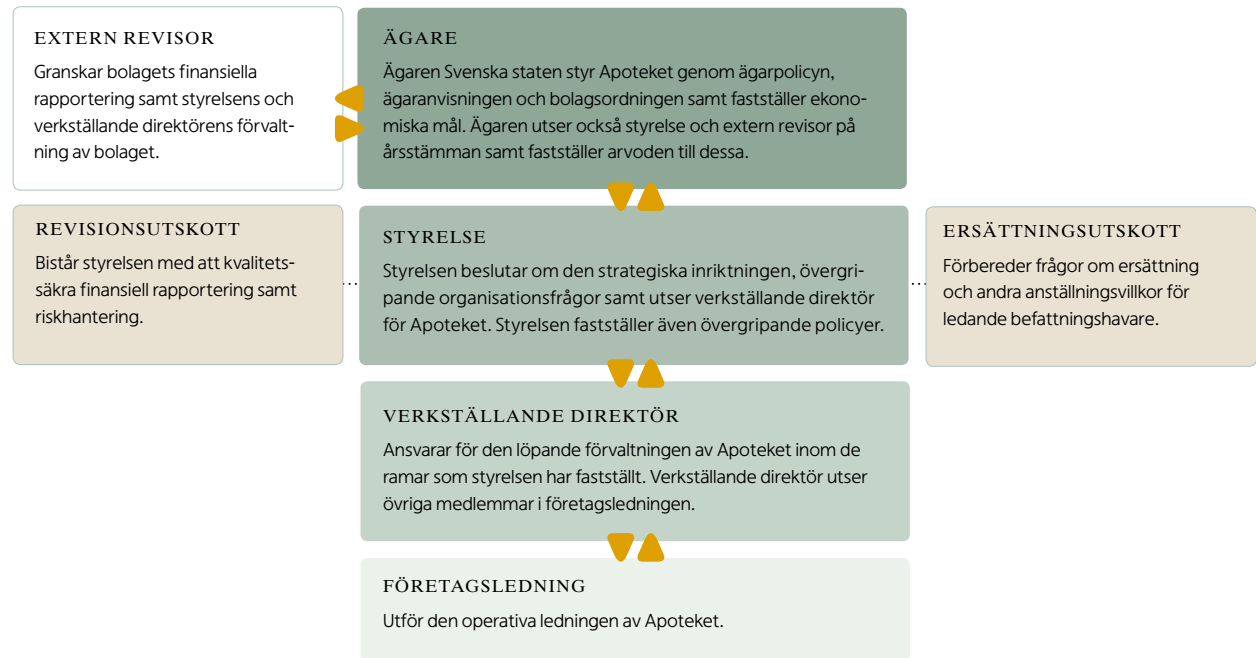 EXTERN REVISOR
Granskar bolagets finansiella
rapportering samt styrelsens och
verkställande direktörens förvalt-
ning av bolaget.
ÄGARE
Ägaren Svenska staten styr Apoteket genom ägarpolicyn,
ägaranvisningen och bolagsordningen samt fastställer ekono-
miska mål. Ägaren utser också styrelse och extern revisor på
årsstämman samt fastställer arvoden till dessa.
REVISIONSUTSKOTT
Bistår styrelsen med att kvalitets-
säkra finansiell rapportering samt
riskhantering.
STYRELSE
Styrelsen beslutar om den strategiska inriktningen, övergri-
pande organisationsfrågor samt utser verkställande direktör
för Apoteket. Styrelsen fastställer även övergripande policyer.
ERSÄTTNINGSUTSKOTT
Förbereder frågor om ersättning
och andra anställningsvillkor för
ledande befattningshavare.
VERKSTÄLLANDE DIREKTÖR
Ansvarar för den löpande förvaltningen av Apoteket inom de
ramar som styrelsen har fastställt. Verkställande direktör utser
övriga medlemmar i företagsledningen.
FÖRETAGSLEDNING
Utför den operativa ledningen av Apoteket.